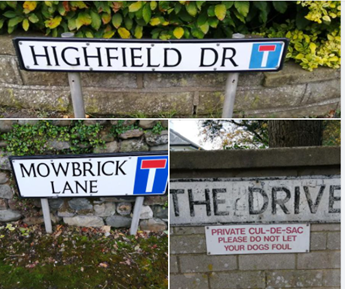 HIGHFIELD DR
MOWBRICK
LANE
THE DRIVE
PRIVATE CUL-DE-SAC
PLEASE DO NOT LET
YOUR DOGS FOUL